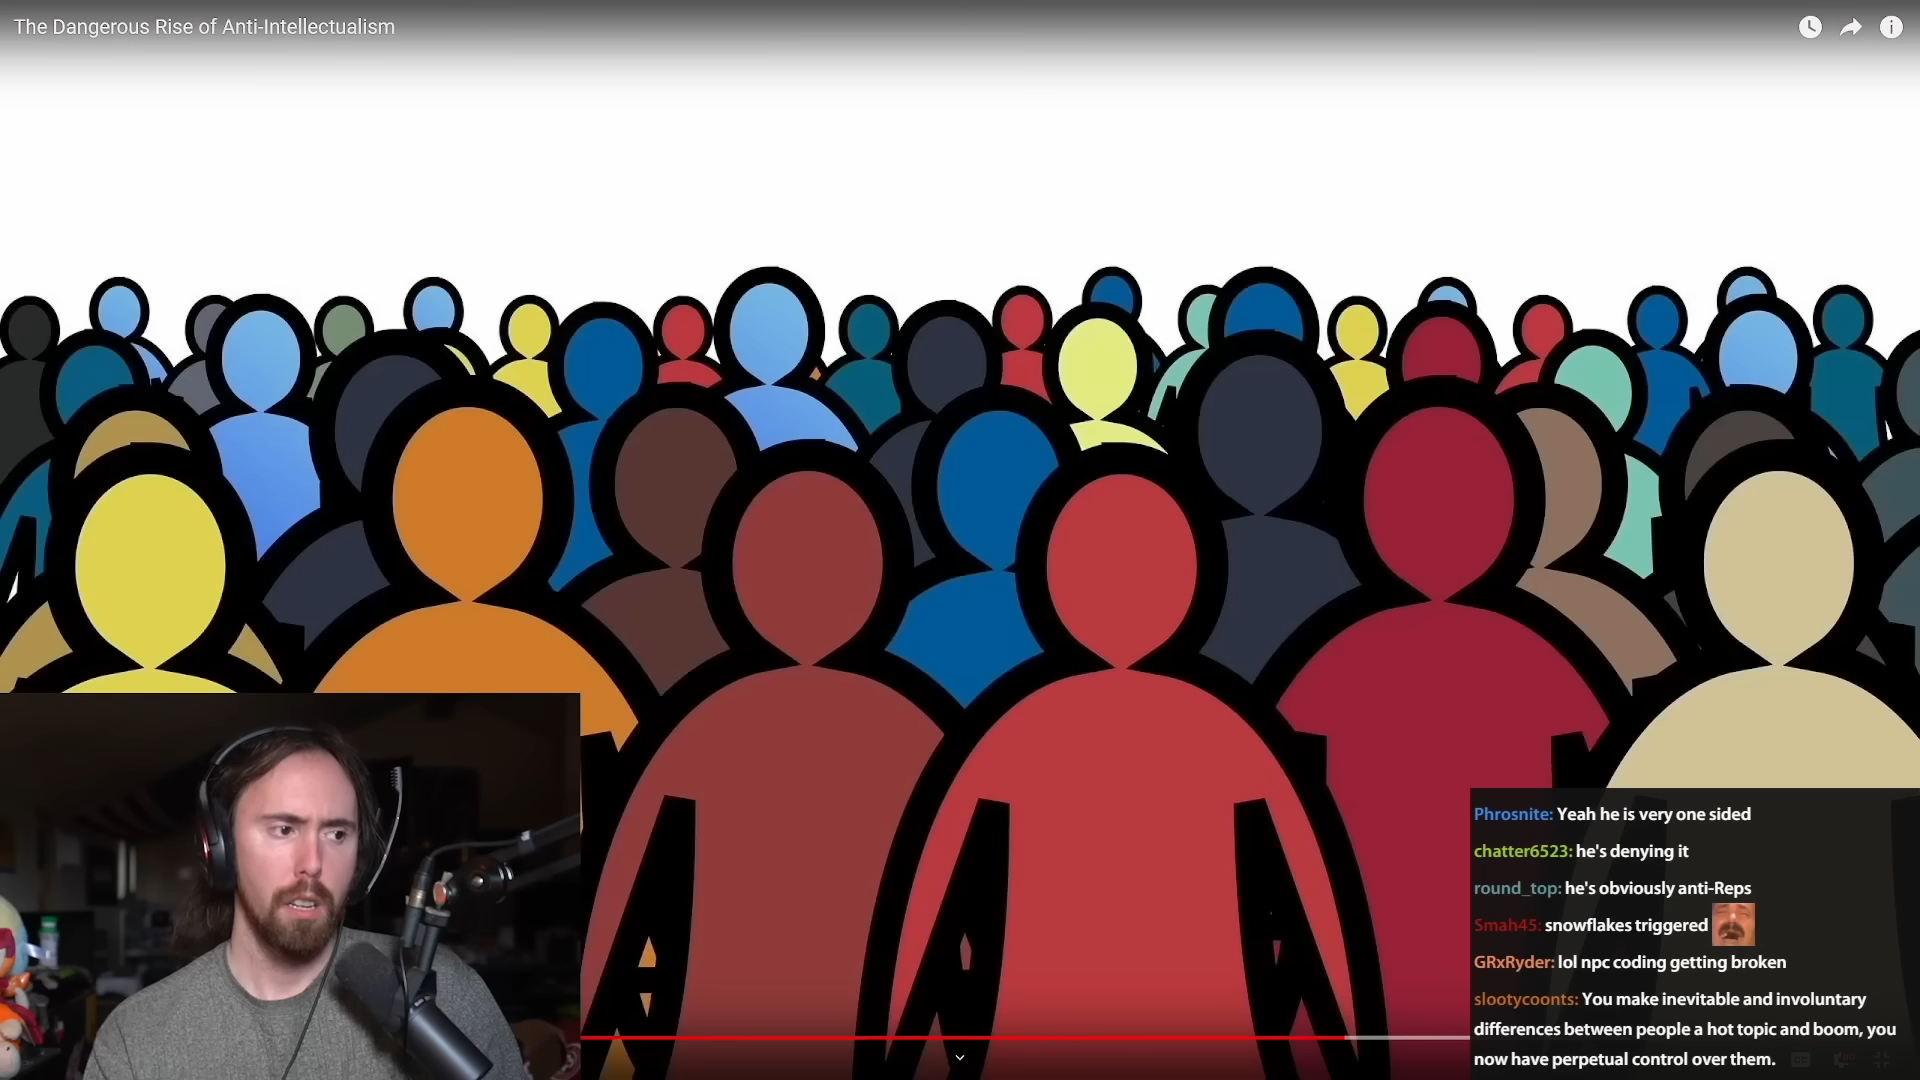 The Dangerous Rise of Anti-Intellectualism
Phrosnite: Yeah he is very one sided
chatter6523: he's denying it
round_top: he's obviously anti-Reps
Smah45: snowflakes triggered
GRxRyder: lol npc coding getting broken
slootycoonts: You make inevitable and involuntary
differences between people a hot topic and boom, you
now have perpetual control over them.